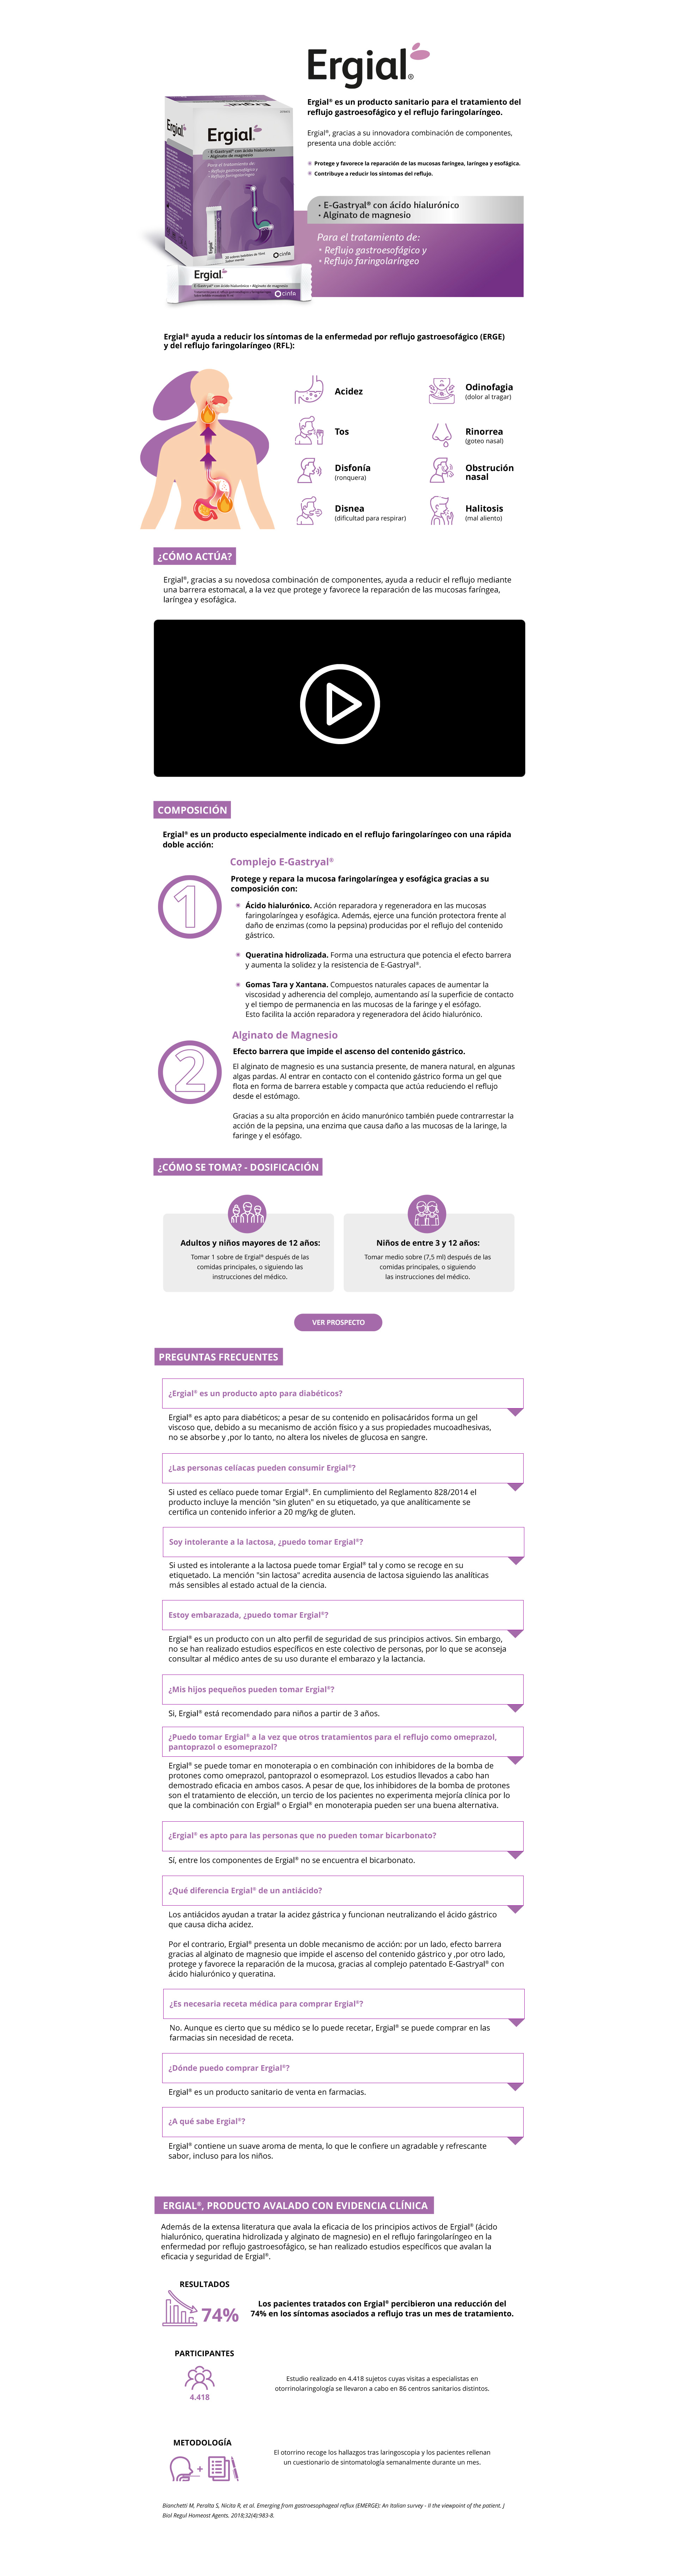 Ergial®
Ergial® es un producto sanitario para el tratamiento del
reflujo gastroesofágico y el reflujo faringolaríngeo.
Ergial®, gracias a su innovadora combinación de componentes,
presenta una doble acción:
Protege y favorece la reparación de las mucosas faríngea, laríngea y esofágica.
Contribuye a reducir los síntomas del reflujo.
Ergial
Ergial
· E-Gastryal® con ácido hialurónico
· Alginato de magnesio
Para el tratamiento de:
· Reflujo gastroesofágico y
· Reflujo faringolaríngeo
cinfa
Ergial
cinfa
· E-Gastryal® con ácido hialurónico
· Alginato de magnesio
Para el tratamiento de:
· Reflujo gastroesofágico y
· Reflujo faringolaríngeo
Ergial® ayuda a reducir los síntomas de la enfermedad por reflujo gastroesofágico (ERGE)
y del reflujo faringolaríngeo (RFL):
Acidez
Odinofagia
(dolor al tragar)
Tos
Rinorrea
(goteo nasal)
Disfonía
(ronquera)
Obstrución
nasal
Disnea
(dificultad para respirar)
Halitosis
(mal aliento)
¿CÓMO ACTÚA?
Ergial®, gracias a su novedosa combinación de componentes, ayuda a reducir el reflujo mediante
una barrera estomacal, a la vez que protege y favorece la reparación de las mucosas faríngea,
laríngea y esofágica.
COMPOSICIÓN
Ergial® es un producto especialmente indicado en el reflujo faringolaríngeo con una rápida
doble acción:
1
Complejo E-Gastryal®
Protege y repara la mucosa faringolaríngea y esofágica gracias a su
composición con:
Ácido hialurónico. Acción reparadora y regeneradora en las mucosas
faringolaríngea y esofágica. Además, ejerce una función protectora frente al
daño de enzimas (como la pepsina) producidas por el reflujo del contenido
gástrico.
Queratina hidrolizada. Forma una estructura que potencia el efecto barrera
y aumenta la solidez y la resistencia de E-Gastryal®.
Gomas Tara y Xantana. Compuestos naturales capaces de aumentar la
viscosidad y adherencia del complejo, aumentando así la superficie de contacto
y el tiempo de permanencia en las mucosas de la faringe y el esófago.
Esto facilita la acción reparadora y regeneradora del ácido hialurónico.
2
Alginato de Magnesio
Efecto barrera que impide el ascenso del contenido gástrico.
El alginato de magnesio es una sustancia presente, de manera natural, en algunas
algas pardas. Al entrar en contacto con el contenido gástrico forma un gel que
flota en forma de barrera estable y compacta que actúa reduciendo el reflujo
desde el estómago.
Gracias a su alta proporción en ácido manurónico también puede contrarrestar la
acción de la pepsina, una enzima que causa daño a las mucosas de la laringe, la
faringe y el esófago.
¿CÓMO SE TOMA? - DOSIFICACIÓN
Adultos y niños mayores de 12 años:
Tomar 1 sobre de Ergial® después de las
comidas principales, o siguiendo las
instrucciones del médico.
Niños de entre 3 y 12 años:
Tomar medio sobre (7,5 ml) después de las
comidas principales, o siguiendo
las instrucciones del médico.
VER PROSPECTO
PREGUNTAS FRECUENTES
¿Ergial® es un producto apto para diabéticos?
Ergial® es apto para diabéticos; a pesar de su contenido en polisacáridos forma un gel
viscoso que, debido a su mecanismo de acción físico y a sus propiedades mucoadhesivas,
no se absorbe y ,por lo tanto, no altera los niveles de glucosa en sangre.
¿Las personas celíacas pueden consumir Ergial®?
Si usted es celíaco puede tomar Ergial®. En cumplimiento del Reglamento 828/2014 el
producto incluye la mención "sin gluten" en su etiquetado, ya que analíticamente se
certifica un contenido inferior a 20 mg/kg de gluten.
Soy intolerante a la lactosa, ¿puedo tomar Ergial®?
Si usted es intolerante a la lactosa puede tomar Ergial® tal y como se recoge en su
etiquetado. La mención "sin lactosa" acredita ausencia de lactosa siguiendo las analíticas
más sensibles al estado actual de la ciencia.
Estoy embarazada, ¿puedo tomar Ergial®?
Ergial® es un producto con un alto perfil de seguridad de sus principios activos. Sin embargo,
no se han realizado estudios específicos en este colectivo de personas, por lo que se aconseja
consultar al médico antes de su uso durante el embarazo y la lactancia.
¿Mis hijos pequeños pueden tomar Ergial®?
Si, Ergial® está recomendado para niños a partir de 3 años.
¿Puedo tomar Ergial® a la vez que otros tratamientos para el reflujo como omeprazol,
pantoprazol o esomeprazol?
Ergial® se puede tomar en monoterapia o en combinación con inhibidores de la bomba de
protones como omeprazol, pantoprazol o esomeprazol. Los estudios llevados a cabo han
demostrado eficacia en ambos casos. A pesar de que, los inhibidores de la bomba de protones
son el tratamiento de elección, un tercio de los pacientes no experimenta mejoría clínica por lo
que la combinación con Ergial® o Ergial® en monoterapia pueden ser una buena alternativa.
¿Ergial® es apto para las personas que no pueden tomar bicarbonato?
Sí, entre los componentes de Ergial® no se encuentra el bicarbonato.
¿Qué diferencia Ergial® de un antiácido?
Los antiácidos ayudan a tratar la acidez gástrica y funcionan neutralizando el ácido gástrico
que causa dicha acidez.
Por el contrario, Ergial® presenta un doble mecanismo de acción: por un lado, efecto barrera
gracias al alginato de magnesio que impide el ascenso del contenido gástrico y ,por otro lado,
protege y favorece la reparación de la mucosa, gracias al complejo patentado E-Gastryal® con
ácido hialurónico y queratina.
¿Es necesaria receta médica para comprar Ergial®?
No. Aunque es cierto que su médico se lo puede recetar, Ergial® se puede comprar en las
farmacias sin necesidad de receta.
¿Dónde puedo comprar Ergial®?
Ergial® es un producto sanitario de venta en farmacias.
¿A qué sabe Ergial®?
Ergial® contiene un suave aroma de menta, lo que le confiere un agradable y refrescante
sabor, incluso para los niños.
ERGIAL®, PRODUCTO AVALADO CON EVIDENCIA CLÍNICA
Además de la extensa literatura que avala la eficacia de los principios activos de Ergial® (ácido
hialurónico, queratina hidrolizada y alginato de magnesio) en el reflujo faringolaríngeo en la
enfermedad por reflujo gastroesofágico, se han realizado estudios específicos que avalan la
eficacia y seguridad de Ergial®.
RESULTADOS
74%
Los pacientes tratados con Ergial® percibieron una reducción del
74% en los síntomas asociados a reflujo tras un mes de tratamiento.
PARTICIPANTES
4.418
Estudio realizado en 4.418 sujetos cuyas visitas a especialistas en
otorrinolaringología se llevaron a cabo en 86 centros sanitarios distintos.
METODOLOGÍA
El otorrino recoge los hallazgos tras laringoscopia y los pacientes rellenan
un cuestionario de sintomatología semanalmente durante un mes.
Bianchetti M, Peralta S, Nicita R, et al. Emerging from gastroesophageal reflux (EMERGE): An Italian survey - II the viewpoint of the patient. J
Biol Regul Homeost Agents. 2018;32(4):983-8.